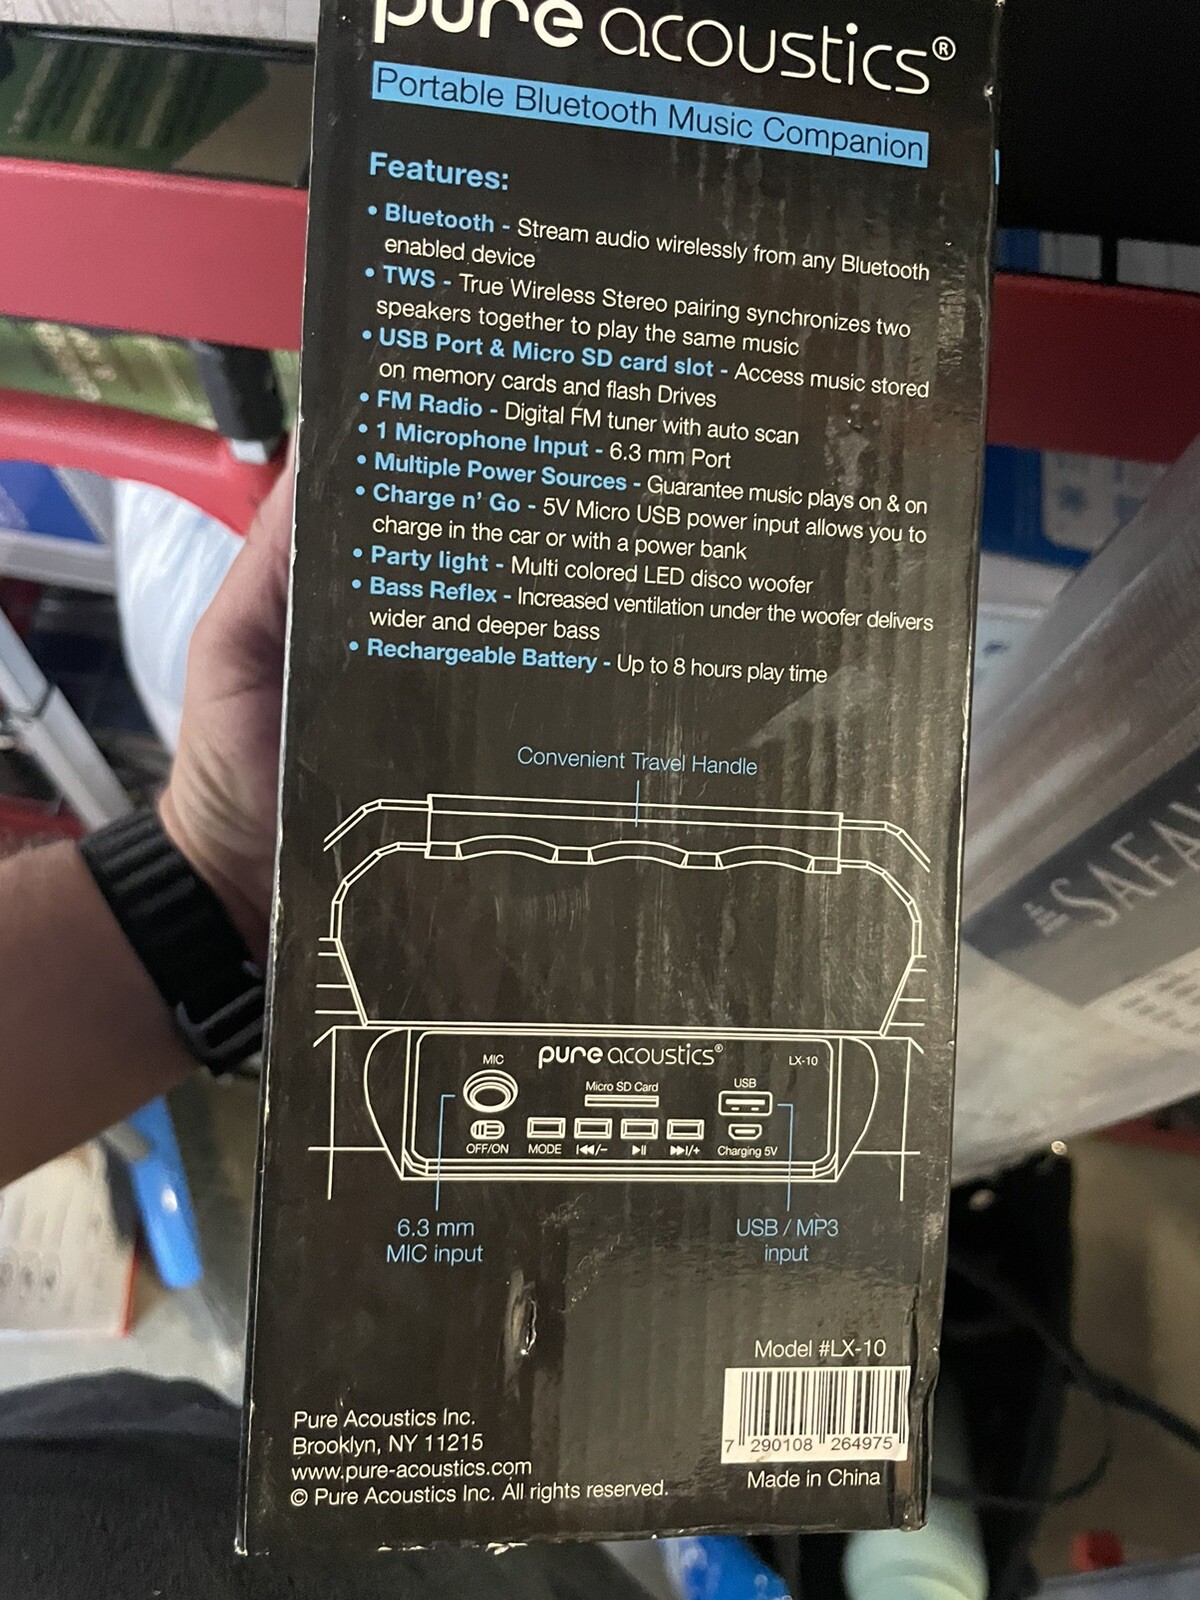 pure acoustics®
Portable Bluetooth Music Companion
Features:
• Bluetooth - Stream audio wirelessly from any Bluetooth
enabled device
• TWS - True Wireless Stereo pairing synchronizes two
speakers together to play the same music
• USB Port & Micro SD card slot - Access music stored
on memory cards and flash Drives
• FM Radio - Digital FM tuner with auto scan
• 1 Microphone Input - 6.3 mm Port
• Multiple Power Sources - Guarantee music plays on & on
• Charge n' Go - 5V Micro USB power input allows you to
charge in the car or with a power bank
• Party light - Multi colored LED disco woofer
• Bass Reflex - Increased ventilation under the woofer delivers
wider and deeper bass
• Rechargeable Battery - Up to 8 hours play time
Convenient Travel Handle
MIC
pure acoustics®
LX-10
Micro SD Card
USB
OFF/ON
MODE
⏮/−
⏯
⏭/+
Charging 5V
6.3 mm
MIC input
USB / MP3
input
Model #LX-10
7 290108 264975
Made in China
Pure Acoustics Inc.
Brooklyn, NY 11215
www.pure-acoustics.com
© Pure Acoustics Inc. All rights reserved.